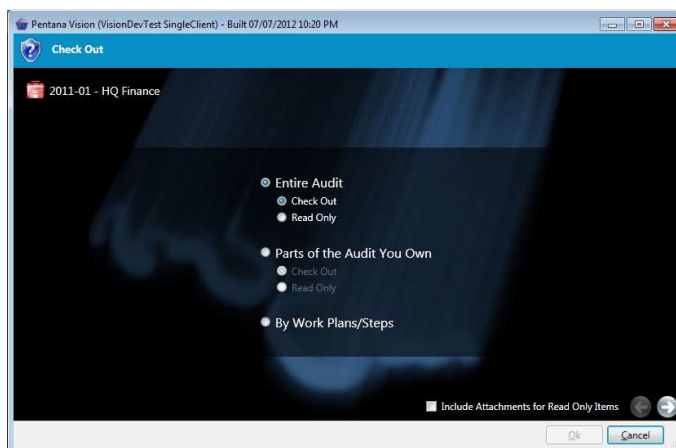 Pentana Vision (VisionDevTest SingleClient) - Built 07/07/2012 10:20 PM
Check Out
2011-01 - HQ Finance
Entire Audit
Check Out
Read Only
Parts of the Audit You Own
Check Out
Read Only
By Work Plans/Steps
Include Attachments for Read Only Items
Ok
Cancel